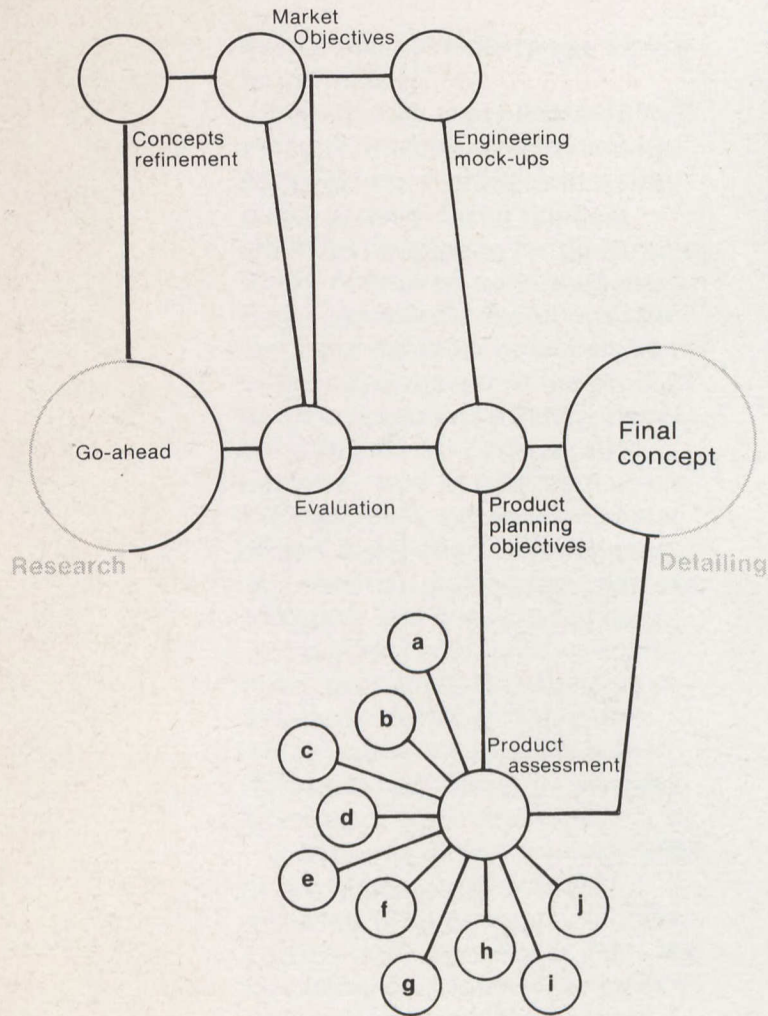 Market
Objectives
Concepts
refinement
Engineering
mock-ups
Go-ahead
Final
concept
Evaluation
Product
planning
objectives
Research
Detailing
a
b
Product
assessment
c
d
e
f
j
h
g
i